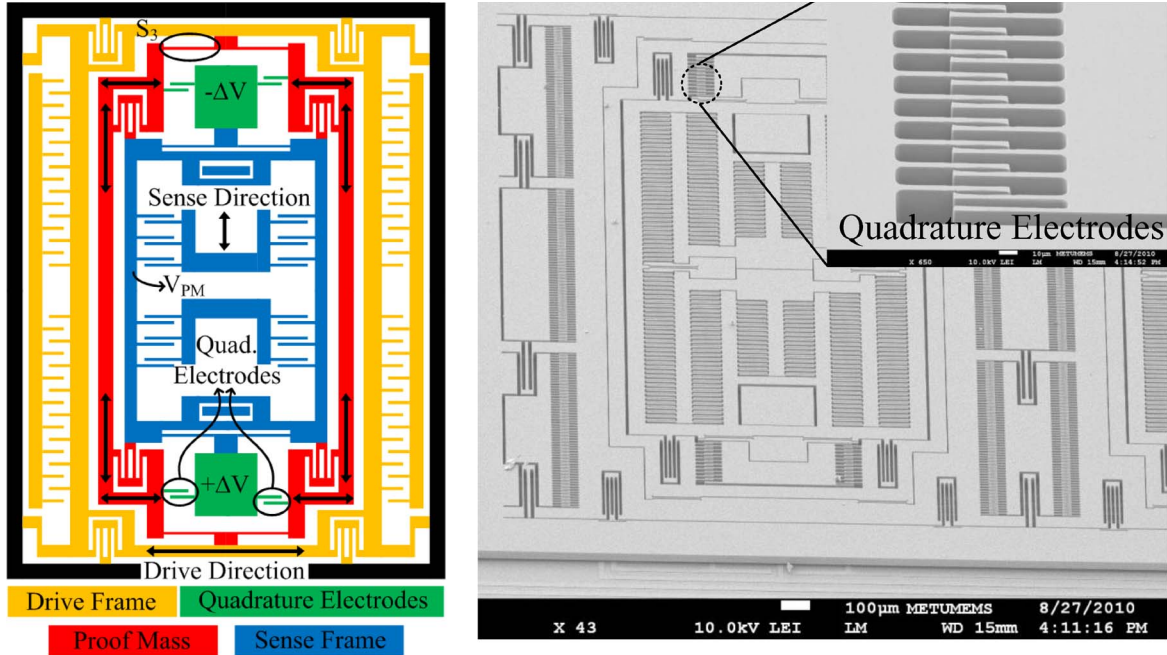 S3
-ΔV
Sense Direction
VPM
Quad.
Electrodes
+ΔV
Drive Direction
Drive Frame
Quadrature Electrodes
Proof Mass
Sense Frame
Quadrature Electrodes
10µm METUMEMS 8/27/2010
X 650 10.0kV LEI LM WD 15mm 4:14:52 PM
100µm METUMEMS 8/27/2010
X 43 10.0kV LEI LM WD 15mm 4:11:16 PM